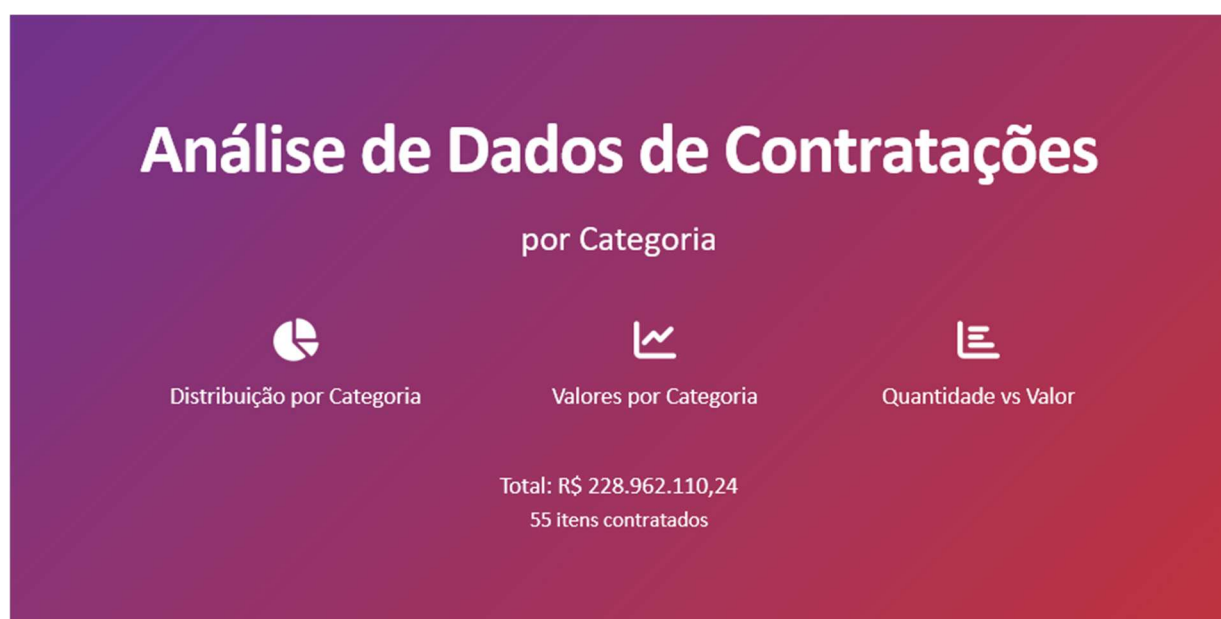 Análise de Dados de Contratações
por Categoria
Distribuição por Categoria
Valores por Categoria
Quantidade vs Valor
Total: R$ 228.962.110,24
55 itens contratados